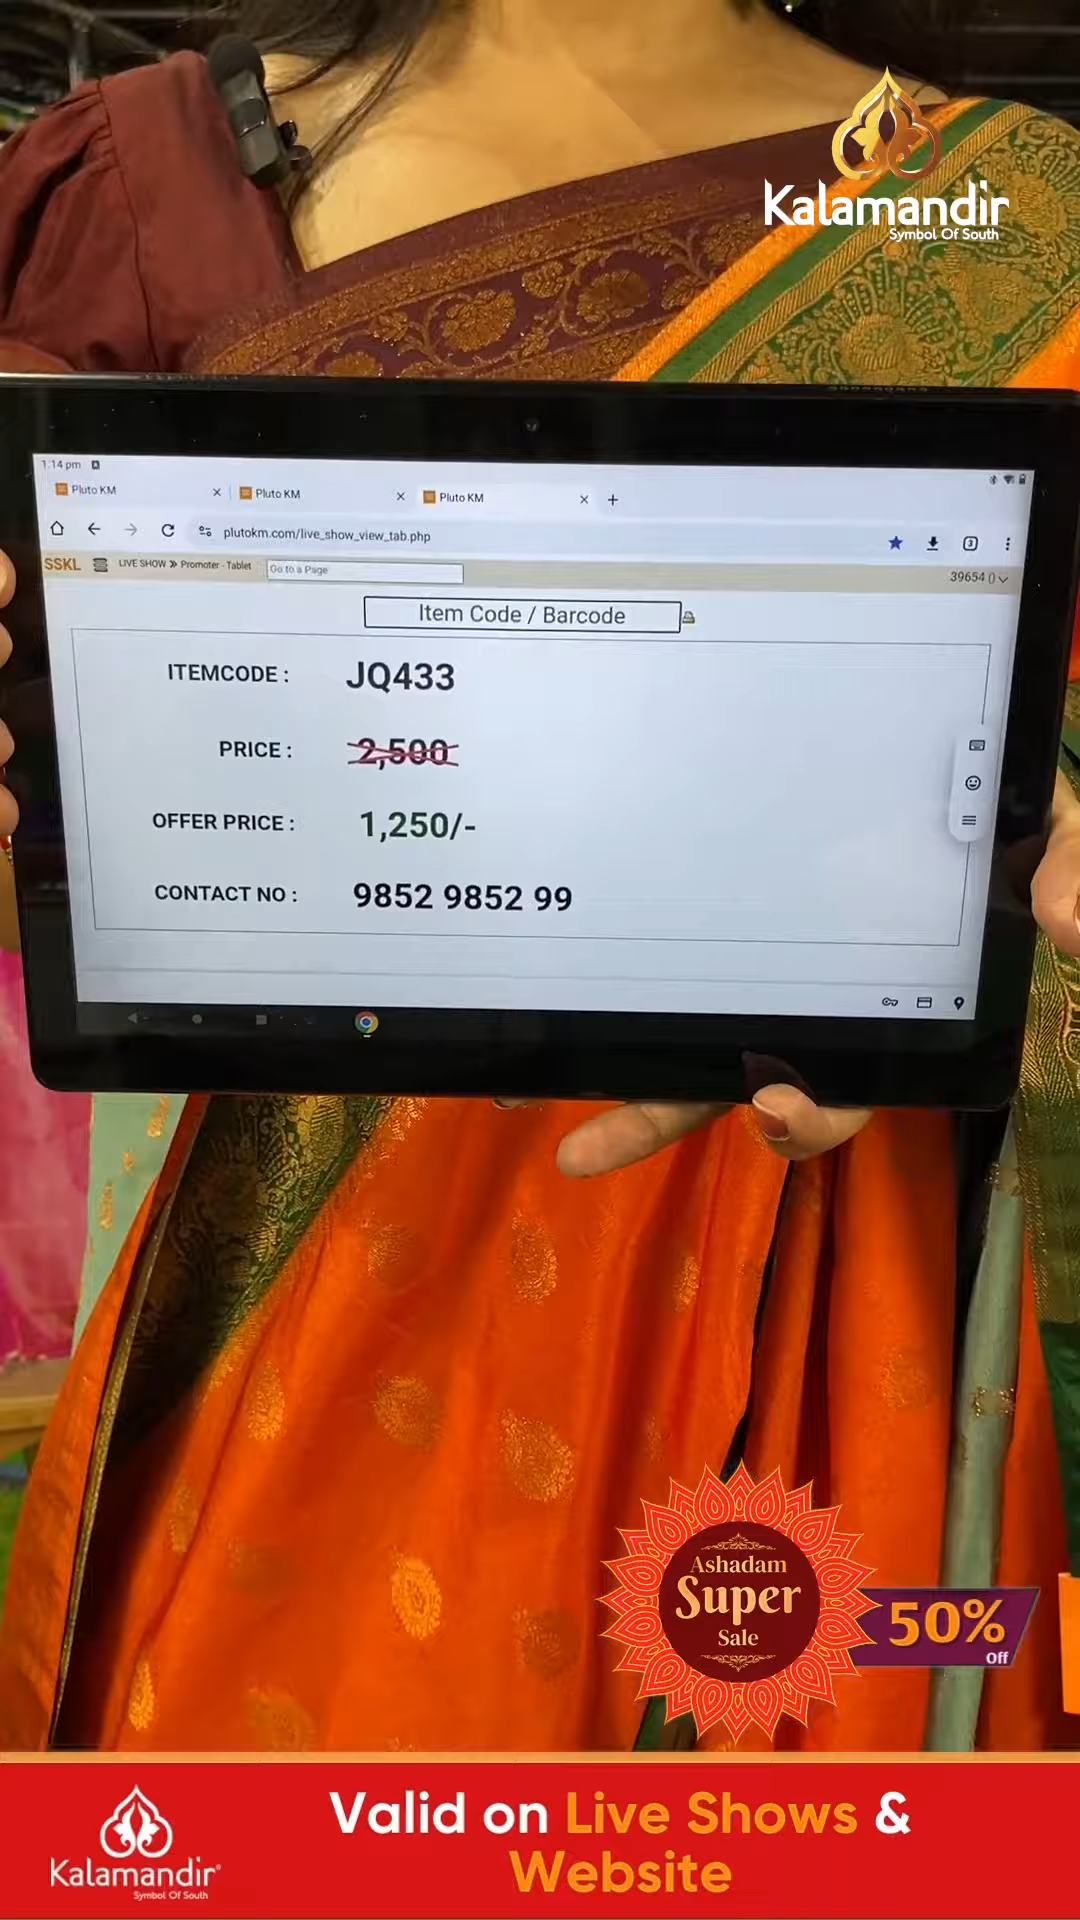 Kalamandir
Symbol Of South
1:14 pm
Pluto KM
Pluto KM
Pluto KM
plutokm.com/live_show_view_tab.php
3
SSKL
LIVE SHOW » Promoter - Tablet
Go to a Page
39654 ()
Item Code / Barcode
ITEMCODE : JQ433
PRICE : 2,500
OFFER PRICE : 1,250/-
CONTACT NO : 9852 9852 99
Ashadam
Super
Sale
50%
Off
Kalamandir
Symbol Of South
Valid on Live Shows &
Website